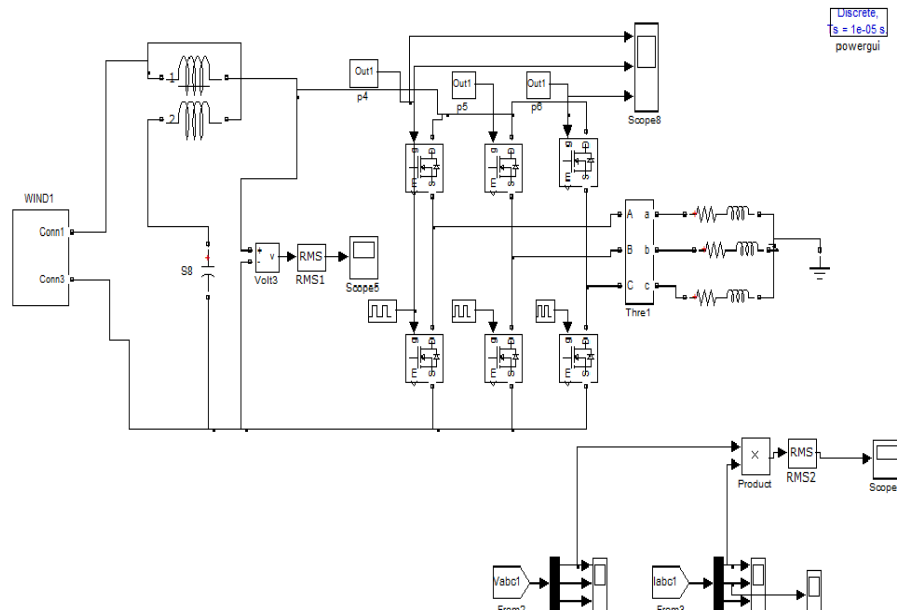 Discrete,
Ts = 1e-05 s.
powergui
1
2
Out1
p4
Out1
p5
Out1
p6
Scope8
g
D
E
S
g
D
E
S
g
D
E
S
WIND1
Conn1
Conn3
S8
+
-
v
Volt3
RMS
RMS1
Scope5
A
a
B
b
C
c
Thre1
g
D
E
S
g
D
E
S
g
D
E
S
X
Product
RMS
RMS2
Scope
Vabc1
From2
Iabc1
From3